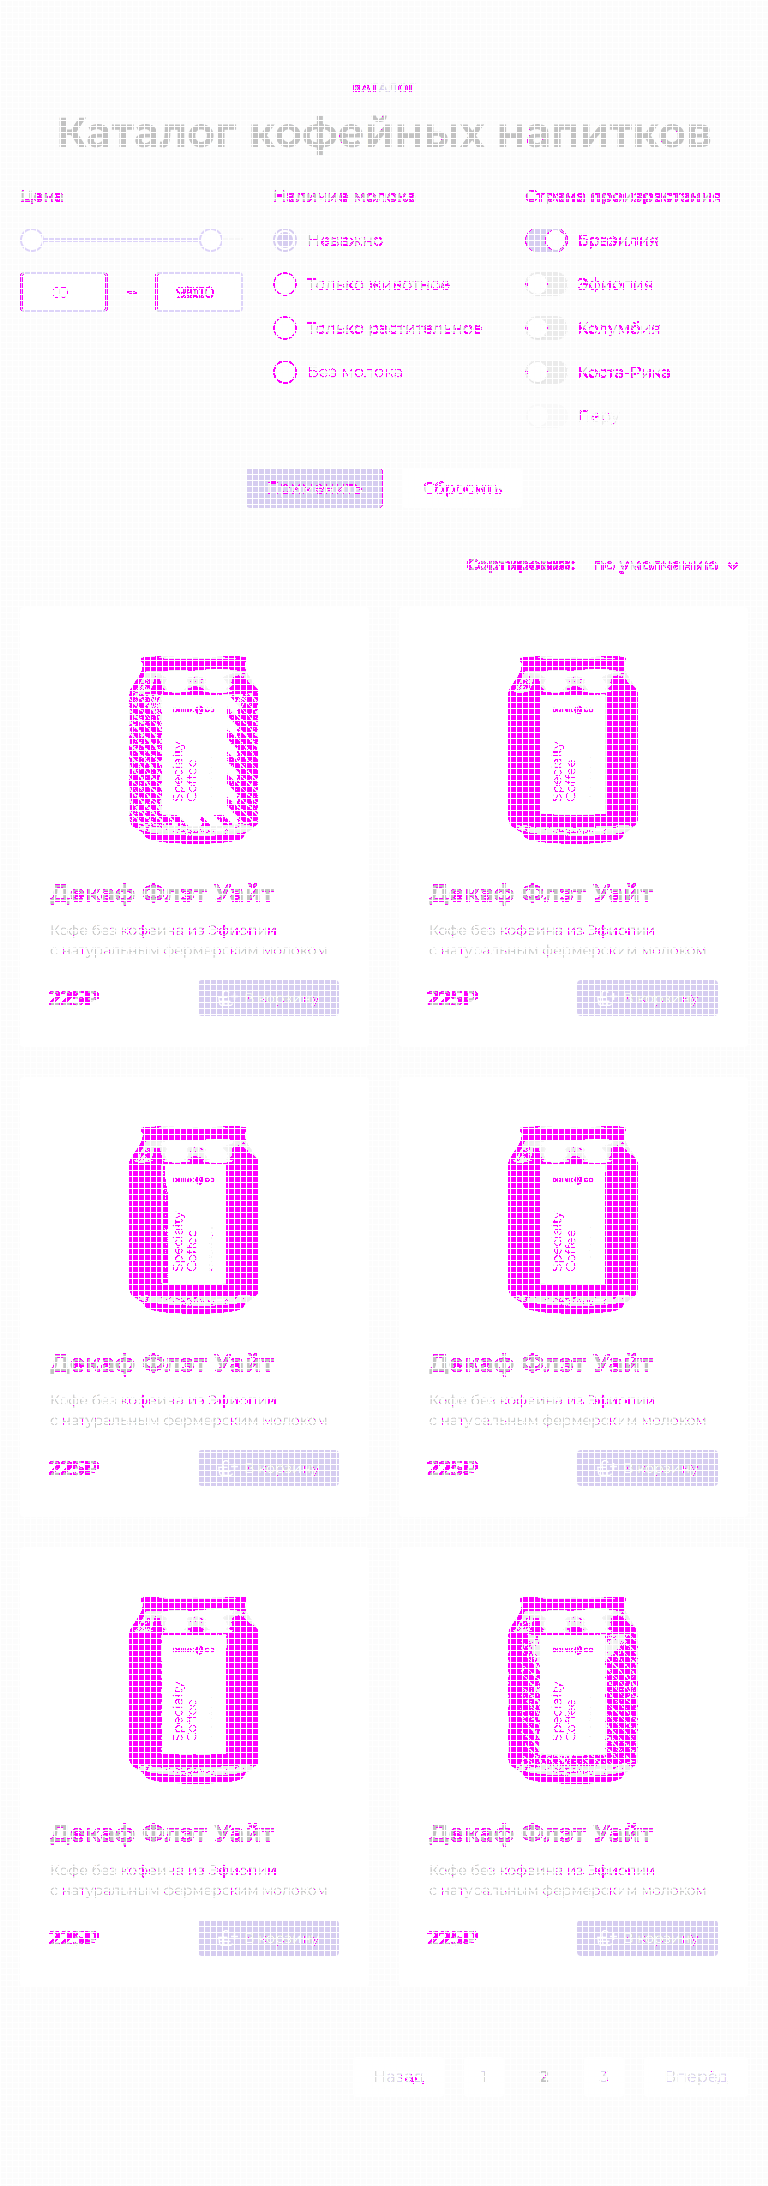 Каталог
Каталог кофейных напитков
Цена
0 – 900
Наличие молока
Неважно
Только животное
Только растительное
Без молока
Страна произрастания
Бразилия
Эфиопия
Колумбия
Коста-Рика
Перу
Применить Сбросить
Сортировка: по умолчанию
Specialty
Coffee
Specialty
Coffee
Декаф Флэт Уайт
Кофе без кофеина из Эфиопии
с натуральным фермерским молоком
225₽ В корзину
Декаф Флэт Уайт
Кофе без кофеина из Эфиопии
с натуральным фермерским молоком
225₽ В корзину
Specialty
Coffee
Specialty
Coffee
Декаф Флэт Уайт
Кофе без кофеина из Эфиопии
с натуральным фермерским молоком
225₽ В корзину
Декаф Флэт Уайт
Кофе без кофеина из Эфиопии
с натуральным фермерским молоком
225₽ В корзину
Specialty
Coffee
Specialty
Coffee
Декаф Флэт Уайт
Кофе без кофеина из Эфиопии
с натуральным фермерским молоком
225₽ В корзину
Декаф Флэт Уайт
Кофе без кофеина из Эфиопии
с натуральным фермерским молоком
225₽ В корзину
Назад 1 2 3 Вперёд